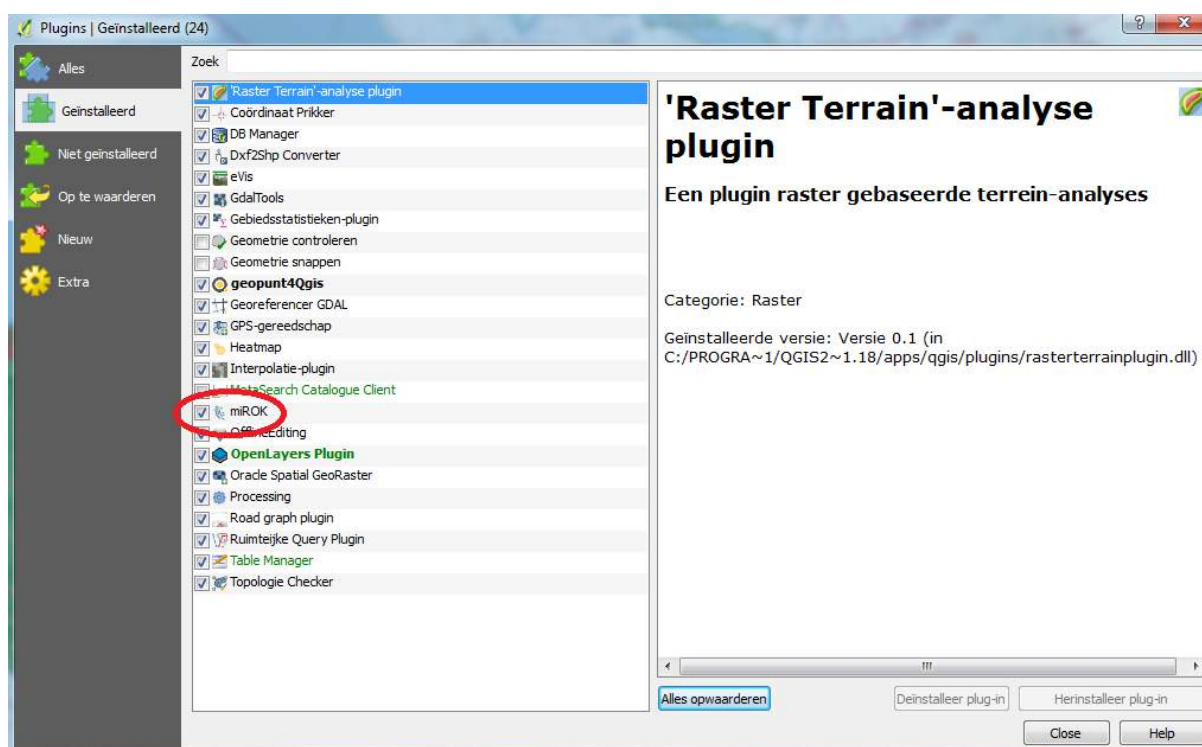 Plugins | Geïnstalleerd (24)
Alles
Geïnstalleerd
Niet geïnstalleerd
Op te waarderen
Nieuw
Extra
Zoek
'Raster Terrain'-analyse plugin
Coördinaat Prikker
DB Manager
Dxf2Shp Converter
eVis
GdalTools
Gebiedsstatistieken-plugin
Geometrie controleren
Geometrie snappen
geopunt4Qgis
Georeferencer GDAL
GPS-gereedschap
Heatmap
Interpolatie-plugin
MetaSearch Catalogue Client
miROK
OfflineEditing
OpenLayers Plugin
Oracle Spatial GeoRaster
Processing
Road graph plugin
Ruimteijke Query Plugin
Table Manager
Topologie Checker
'Raster Terrain'-analyse
plugin
Een plugin raster gebaseerde terrein-analyses
Categorie: Raster
Geïnstalleerde versie: Versie 0.1 (in
C:/PROGRA~1/QGIS2~1.18/apps/qgis/plugins/rasterterrainplugin.dll)
Alles opwaarderen
Deïnstalleer plug-in
Herinstalleer plug-in
Close
Help